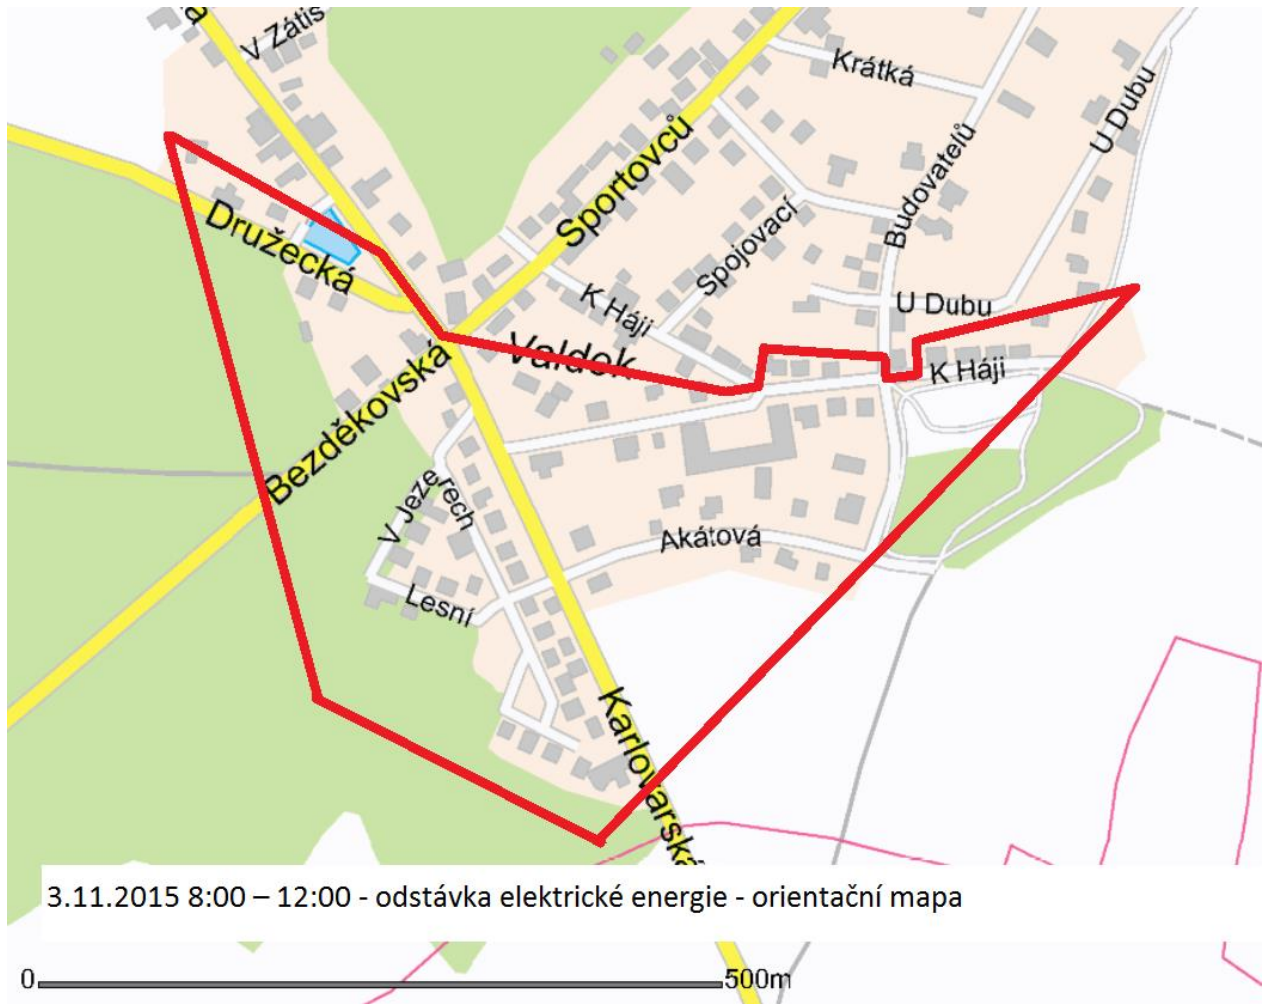 V Zátiš
Krátká
U Dubu
Sportovců
Budovatelů
Družecká
Spojovací
K Háji
U Dubu
Valdek
K Háji
Bezděkovská
V Jezerech
Akátová
Lesní
Karlovarská
3.11.2015 8:00 – 12:00 - odstávka elektrické energie - orientační mapa
0
500m